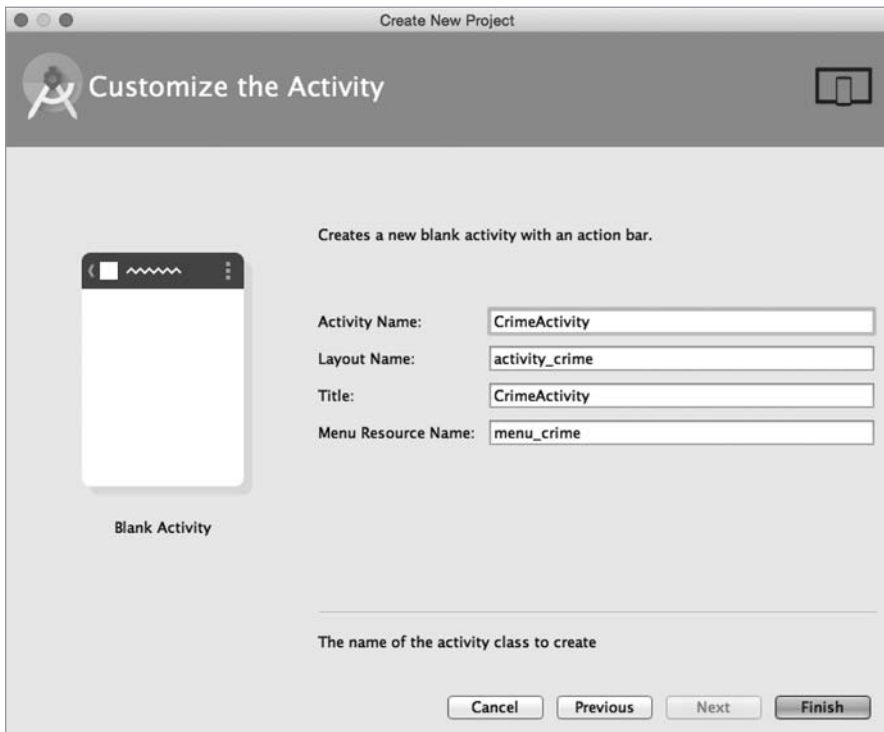 Create New Project
Customize the Activity
Creates a new blank activity with an action bar.
Activity Name: CrimeActivity
Layout Name: activity_crime
Title: CrimeActivity
Menu Resource Name: menu_crime
Blank Activity
The name of the activity class to create
Cancel Previous Next Finish